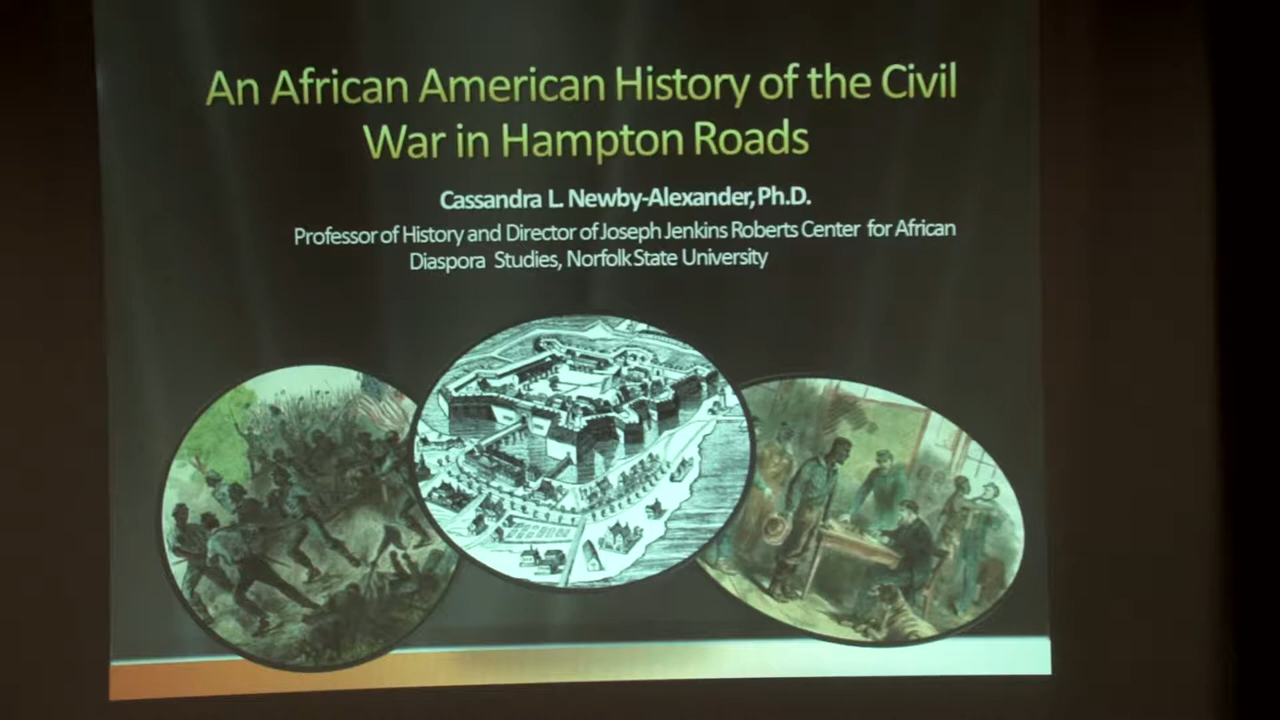 An African American History of the Civil
War in Hampton Roads
Cassandra L. Newby-Alexander, Ph.D.
Professor of History and Director of Joseph Jenkins Roberts Center for African
Diaspora Studies, Norfolk State University